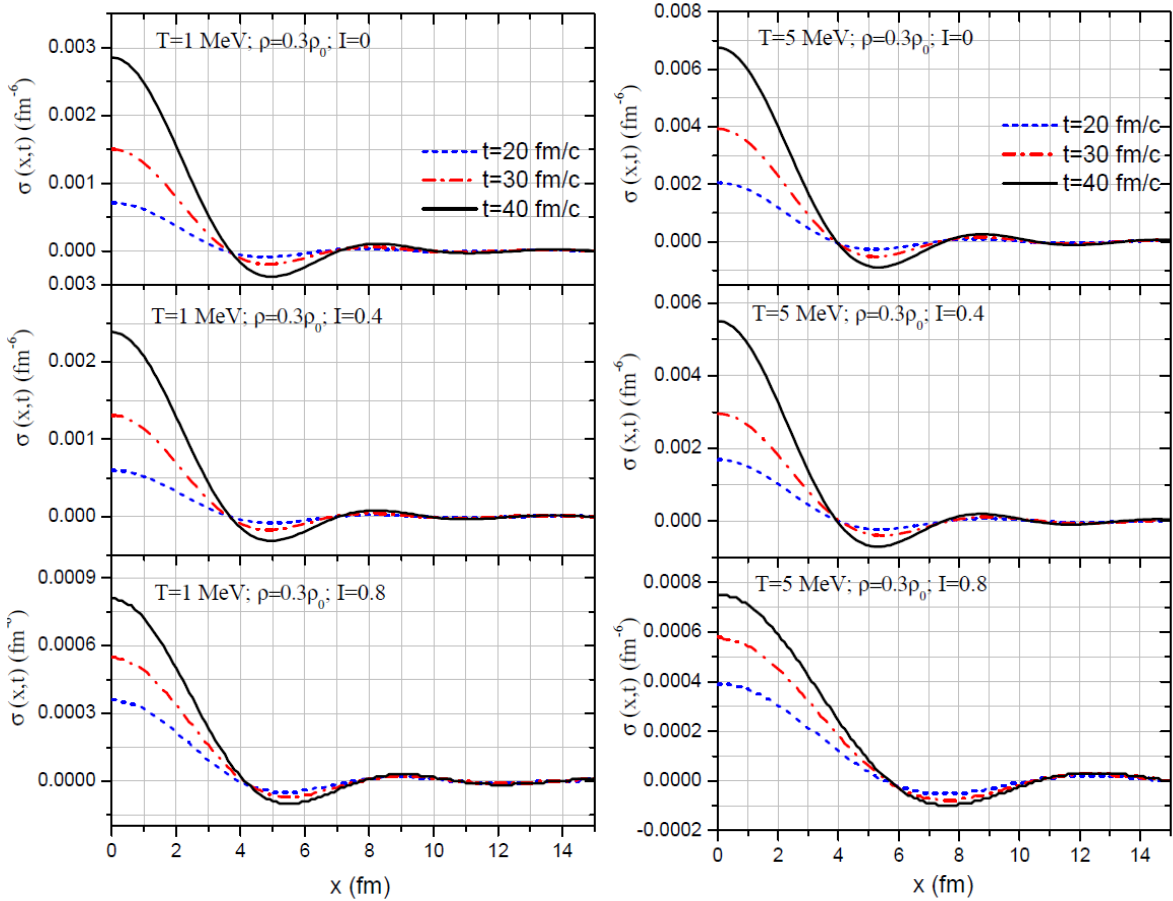 T=1 MeV; ρ=0.3ρ₀; I=0
σ (x,t) (fm⁻⁶)
0.003
0.002
0.001
0.000
t=20 fm/c
t=30 fm/c
t=40 fm/c
T=1 MeV; ρ=0.3ρ₀; I=0.4
σ (x,t) (fm⁻⁶)
0.003
0.002
0.001
0.000
T=1 MeV; ρ=0.3ρ₀; I=0.8
σ (x,t) (fm⁻⁶)
0.0009
0.0006
0.0003
0.0000
0 2 4 6 8 10 12 14
x (fm)
T=5 MeV; ρ=0.3ρ₀; I=0
σ (x,t) (fm⁻⁶)
0.008
0.006
0.004
0.002
0.000
t=20 fm/c
t=30 fm/c
t=40 fm/c
T=5 MeV; ρ=0.3ρ₀; I=0.4
σ (x,t) (fm⁻⁶)
0.006
0.004
0.002
0.000
T=5 MeV; ρ=0.3ρ₀; I=0.8
σ (x,t) (fm⁻⁶)
0.0008
0.0006
0.0004
0.0002
0.0000
-0.0002
0 2 4 6 8 10 12 14
x (fm)